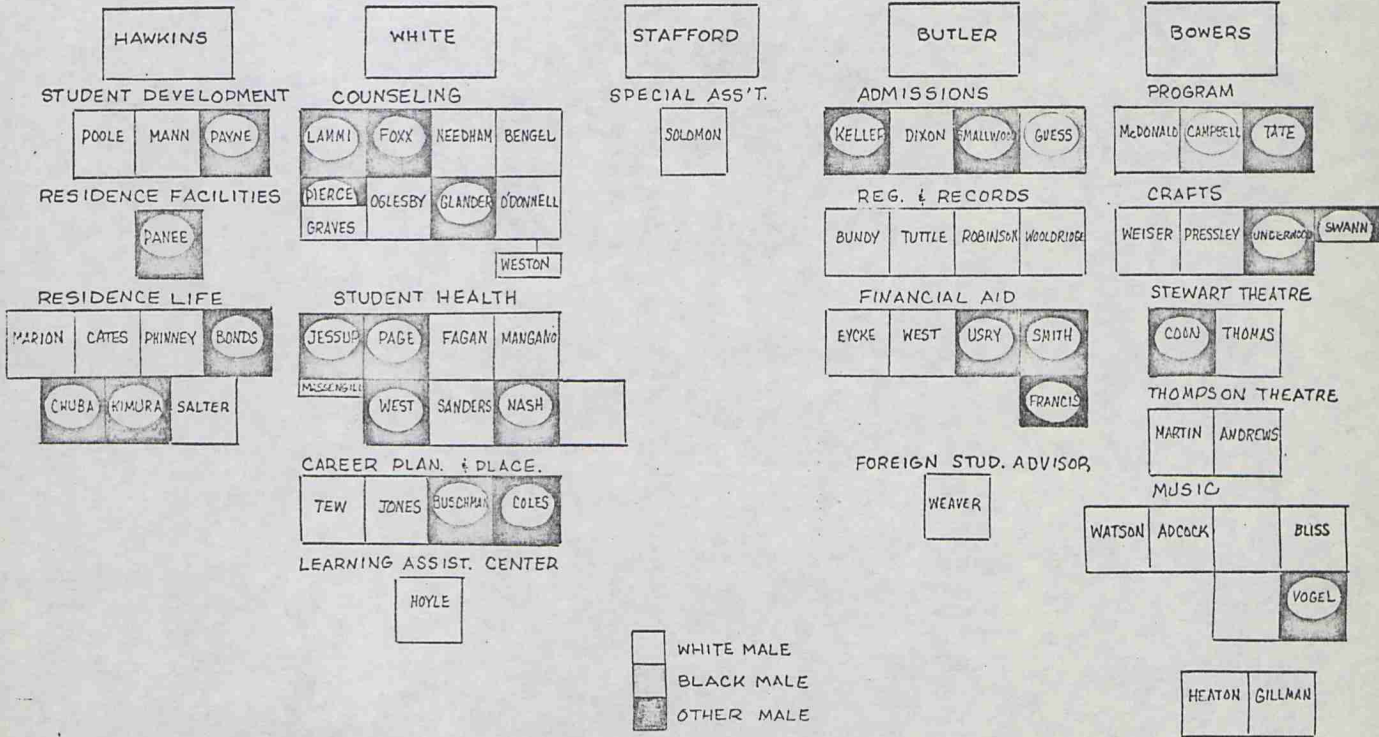 HAWKINS
WHITE
STAFFORD
BUTLER
BOWERS
STUDENT DEVELOPMENT
POOLE MANN PAYNE
RESIDENCE FACILITIES
PANEE
RESIDENCE LIFE
MARION CATES PHINNEY BONDS
CHUBA KIMURA SALTER
COUNSELING
LAMMI FOXX NEEDHAM BENGEL
PIERCE OGLESBY GLANDER O'DONNELL
GRAVES
WESTON
STUDENT HEALTH
JESSUP PAGE FAGAN MANGANO
MASSENGILL
WEST SANDERS NASH
CAREER PLAN. & PLACE.
TEW JONES BUSCHMAN COLES
LEARNING ASSIST. CENTER
HOYLE
SPECIAL ASS'T.
SOLOMON
ADMISSIONS
KELLER DIXON SMALLWOOD GUESS
REG. & RECORDS
BUNDY TUTTLE ROBINSON WOOLDRIDGE
FINANCIAL AID
EYCKE WEST USRY SMITH
FRANCIS
FOREIGN STUD. ADVISOR
WEAVER
PROGRAM
McDONALD CAMPBELL TATE
CRAFTS
WEISER PRESSLEY UNDERWOOD SWANN
STEWART THEATRE
COON THOMAS
THOMPSON THEATRE
MARTIN ANDREWS
MUSIC
WATSON ADCOCK BLISS
VOGEL
HEATON GILLMAN
WHITE MALE
BLACK MALE
OTHER MALE